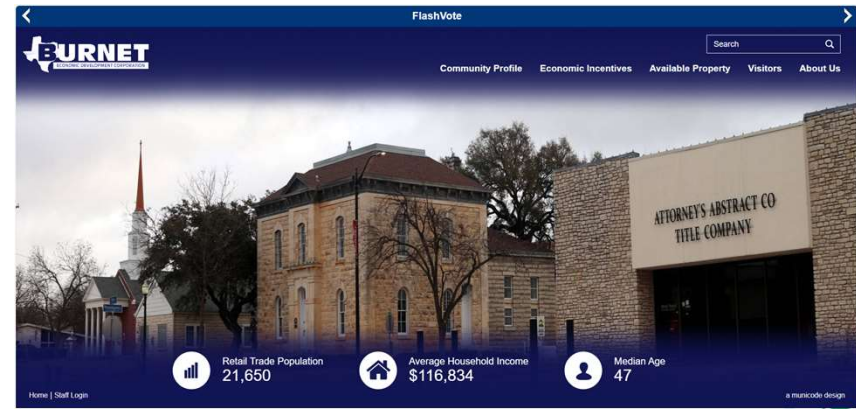 FlashVote
BURNET
ECONOMIC DEVELOPMENT CORPORATION
Search
Community Profile Economic Incentives Available Property Visitors About Us
ATTORNEY'S ABSTRACT CO
TITLE COMPANY
Retail Trade Population
21,650
Average Household Income
$116,834
Median Age
47
Home | Staff Login
a municode design